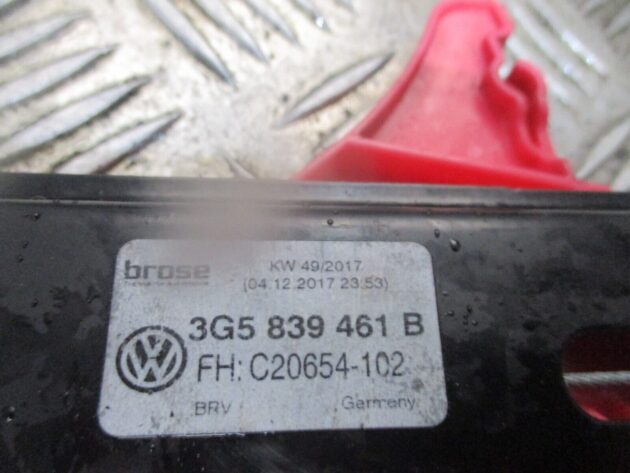 brose
KW 49/2017
(04.12.2017 23:53)
3G5 839 461 B
FH: C20654-102
BRV Germany